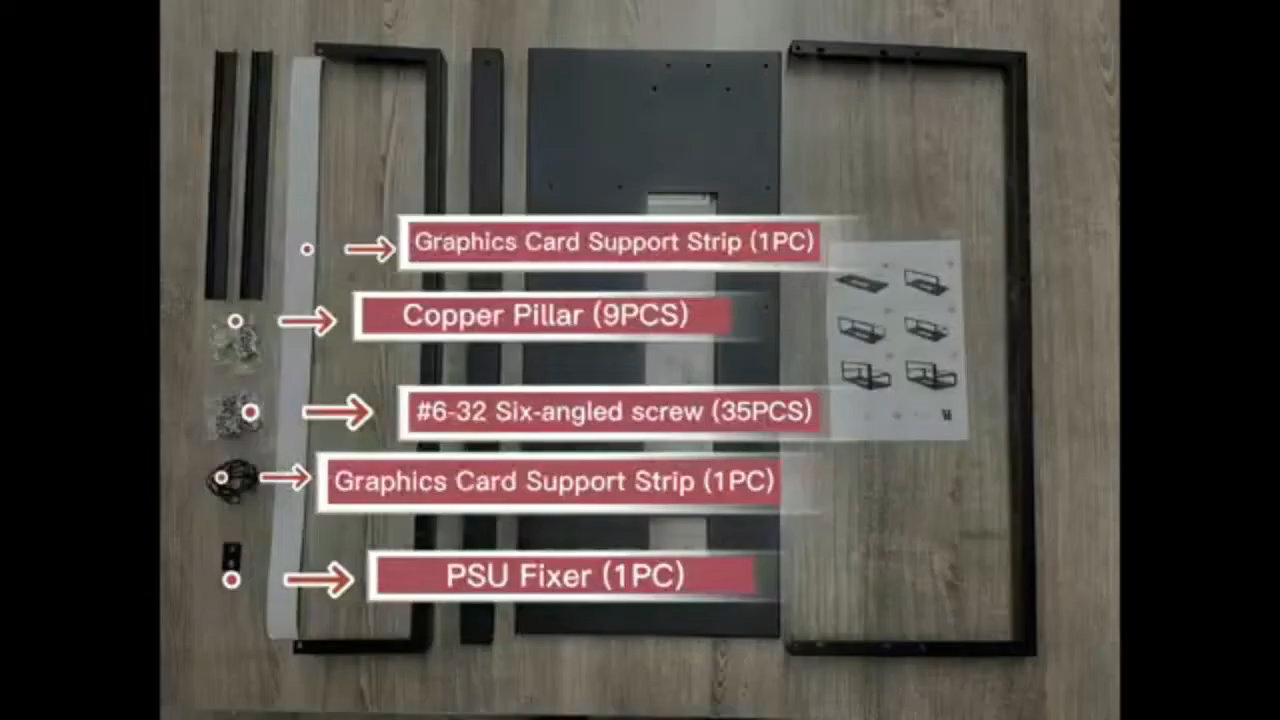 Graphics Card Support Strip (1PC)
Copper Pillar (9PCS)
#6-32 Six-angled screw (35PCS)
Graphics Card Support Strip (1PC)
PSU Fixer (1PC)